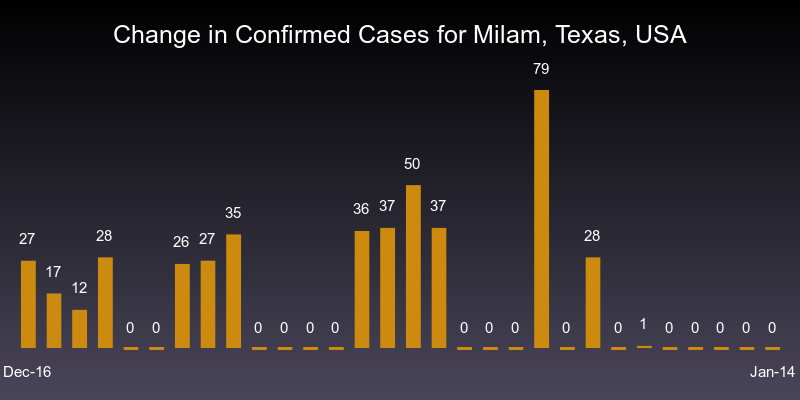 Change in Confirmed Cases for Milam, Texas, USA
27 17 12 28 0 0 26 27 35 0 0 0 0 36 37 50 37 0 0 0 79 0 28 0 1 0 0 0 0 0
Dec-16 Jan-14